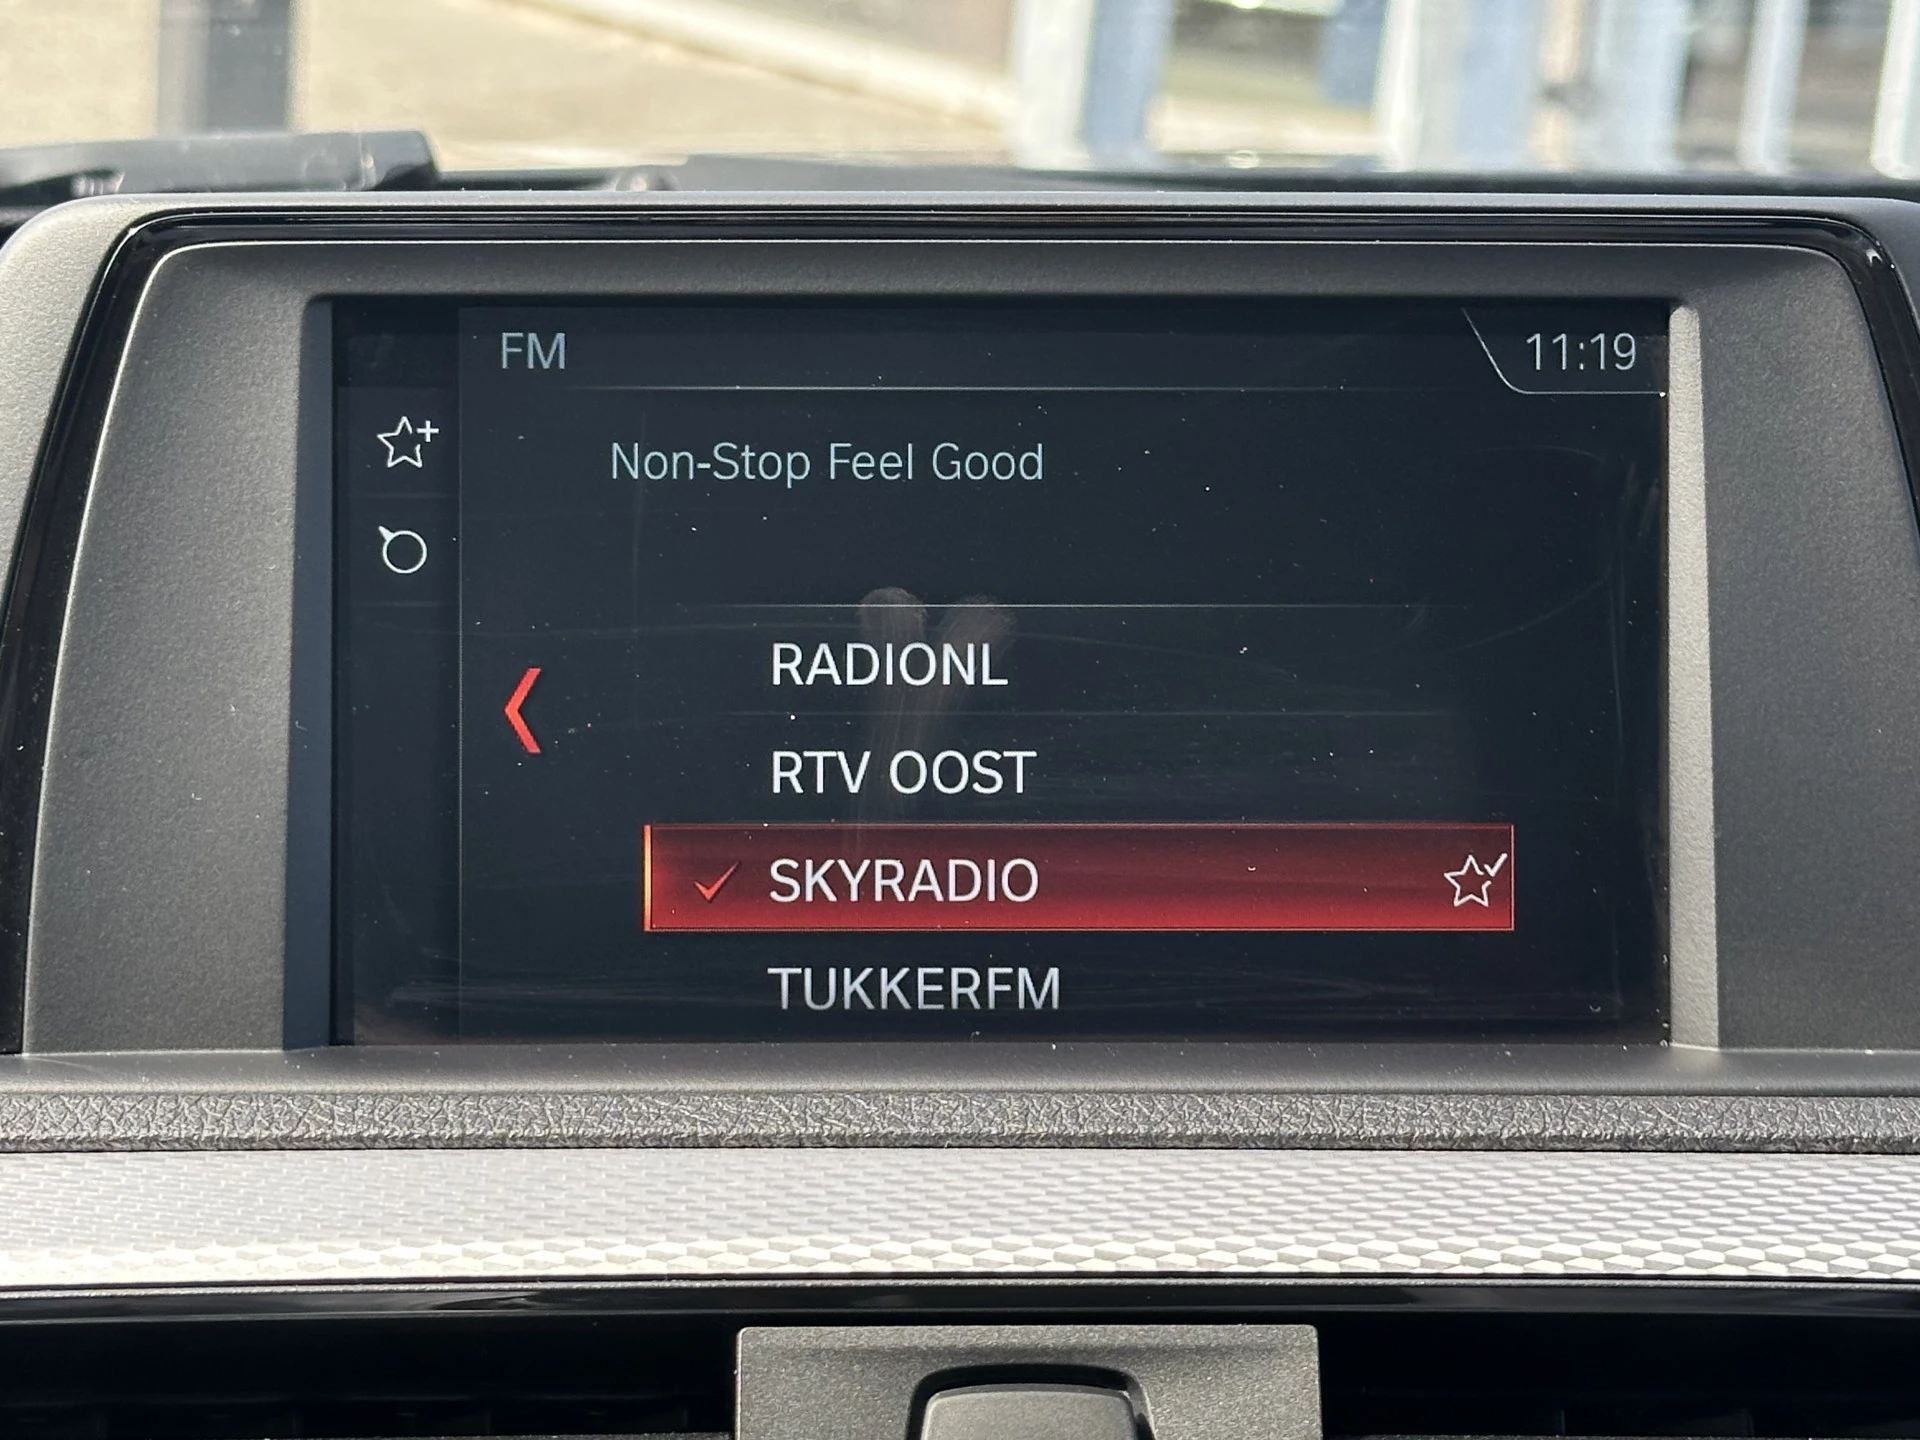 FM
11:19
Non-Stop Feel Good
RADIONL
RTV OOST
SKYRADIO
TUKKERFM